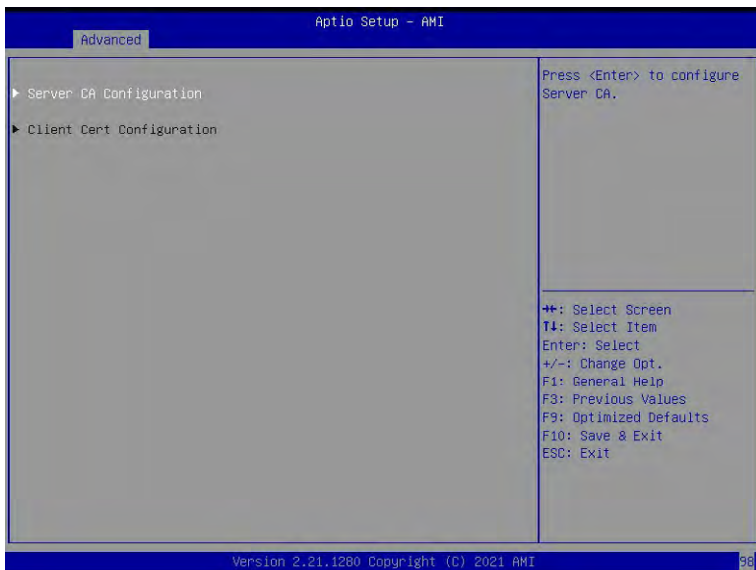 Aptio Setup – AMI
Advanced
▶ Server CA Configuration
▶ Client Cert Configuration
Press <Enter> to configure
Server CA.
→←: Select Screen
↑↓: Select Item
Enter: Select
+/-: Change Opt.
F1: General Help
F3: Previous Values
F9: Optimized Defaults
F10: Save & Exit
ESC: Exit
Version 2.21.1280 Copyright (C) 2021 AMI
98